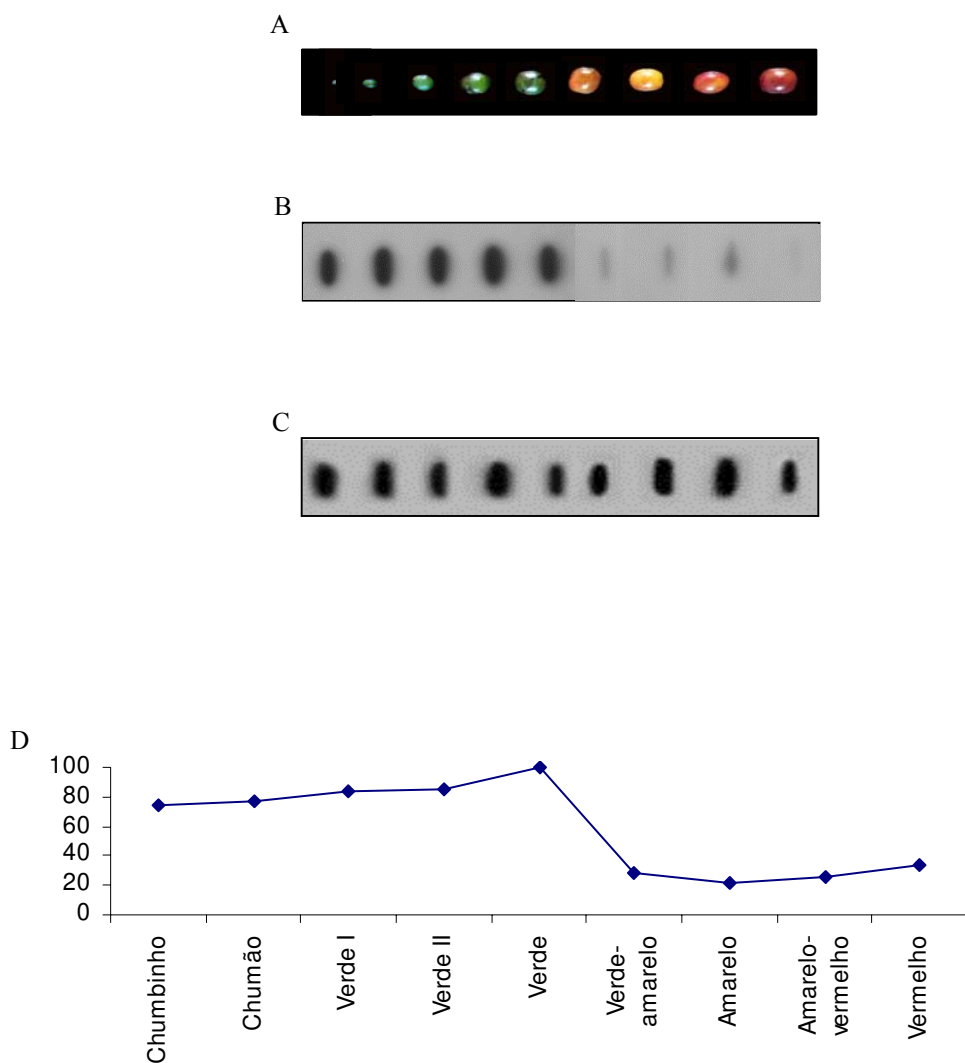 A
B
C
D
100
80
60
40
20
0
Chumbinho
Chumão
Verde I
Verde II
Verde
Verde-
amarelo
Amarelo
Amarelo-
vermelho
Vermelho